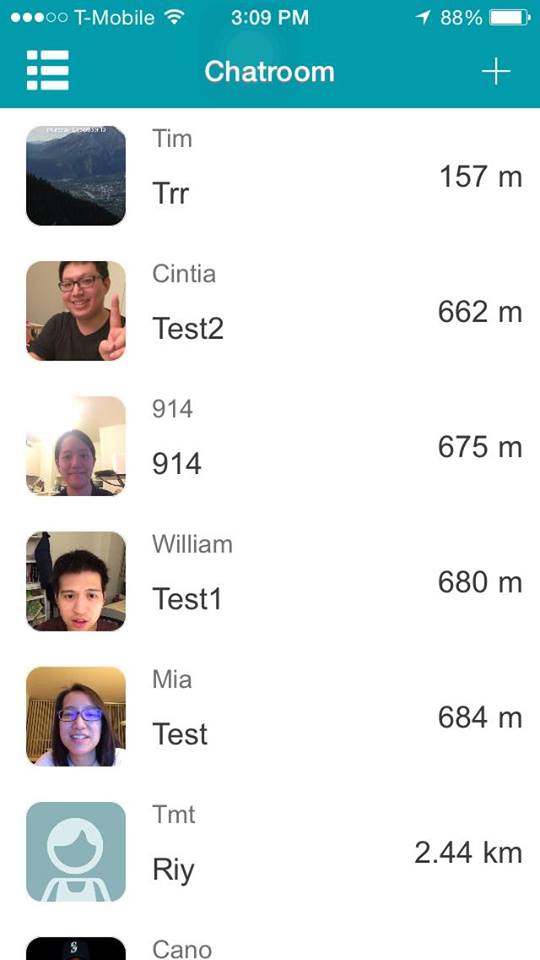 T-Mobile 3:09 PM 88%
Chatroom
Tim
Trr
157 m
Cintia
Test2
662 m
914
914
675 m
William
Test1
680 m
Mia
Test
684 m
Tmt
Riy
2.44 km
Cano